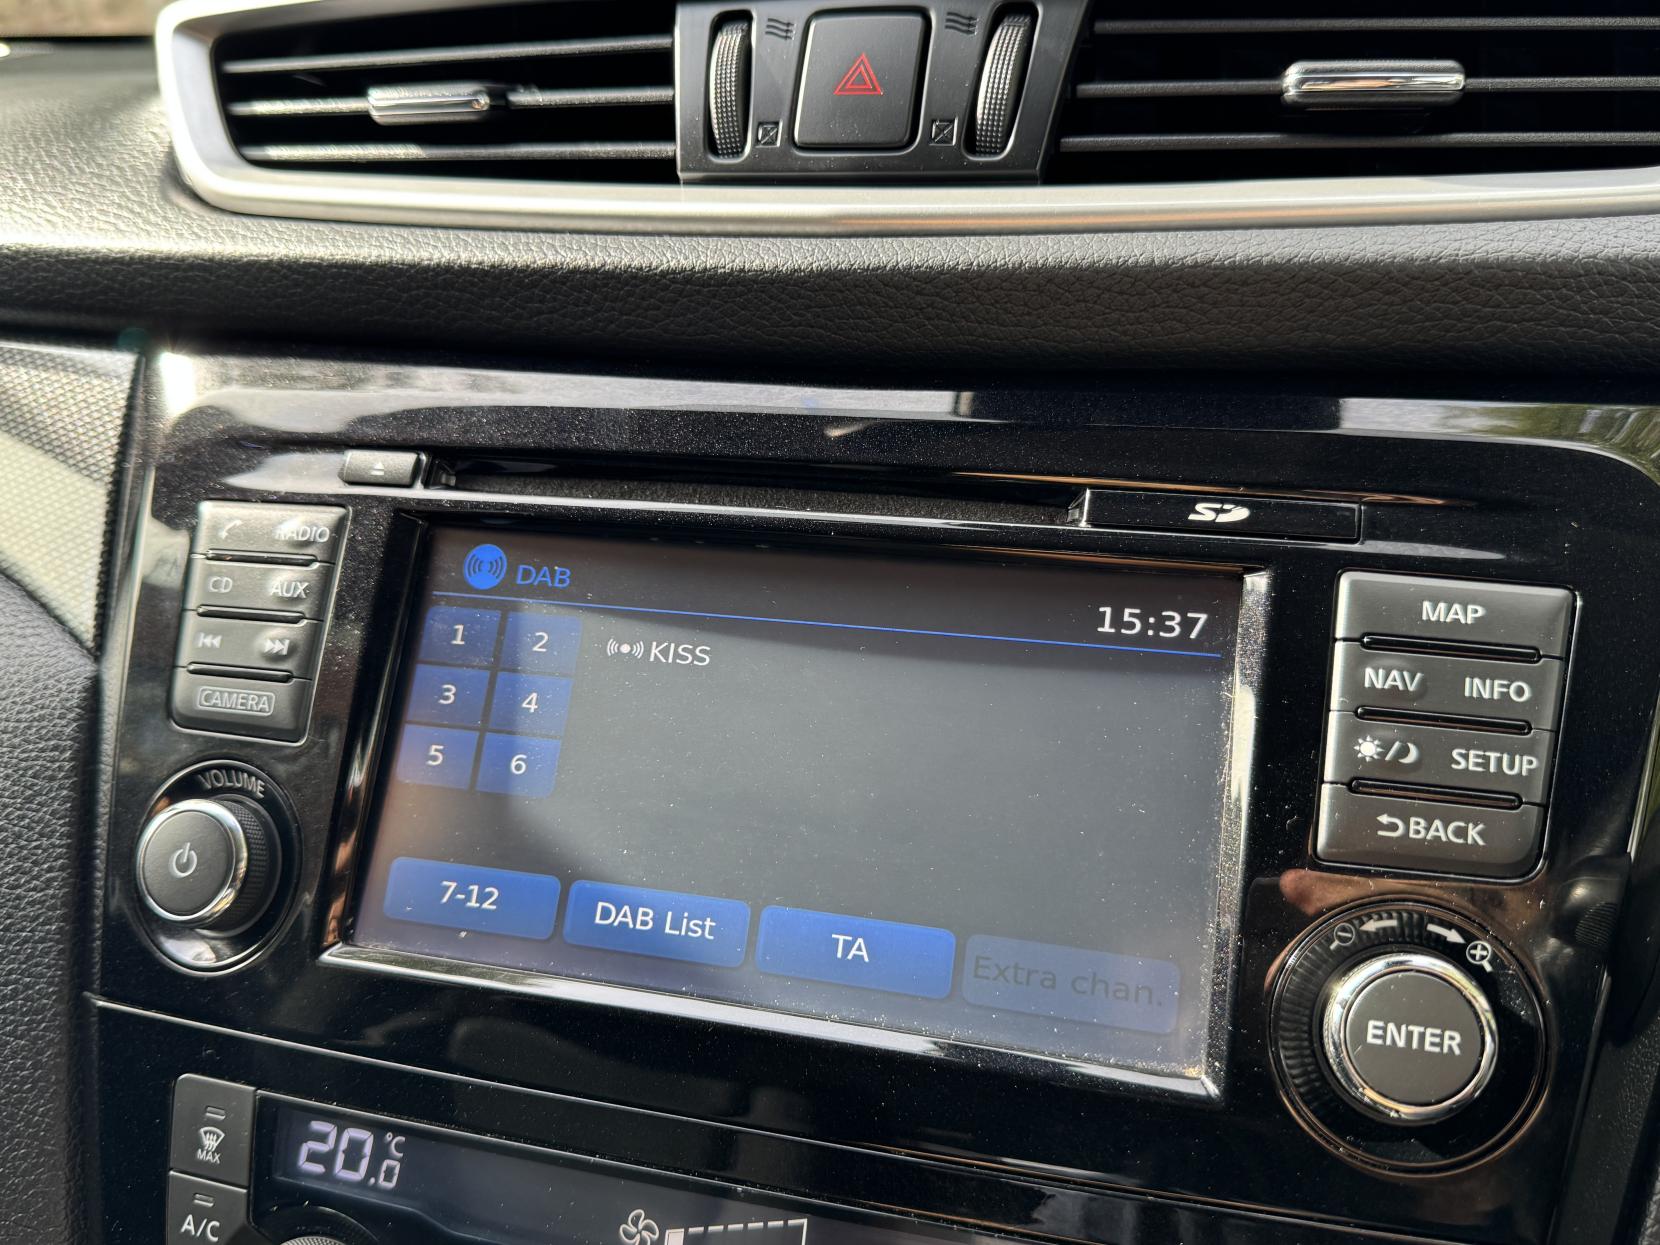 RADIO
CD AUX
CAMERA
VOLUME
SD
DAB
15:37
1 2
3 4
5 6
KISS
7-12
DAB List
TA
Extra chan.
MAP
NAV INFO
SETUP
BACK
ENTER
MAX
A/C
20.0 °C